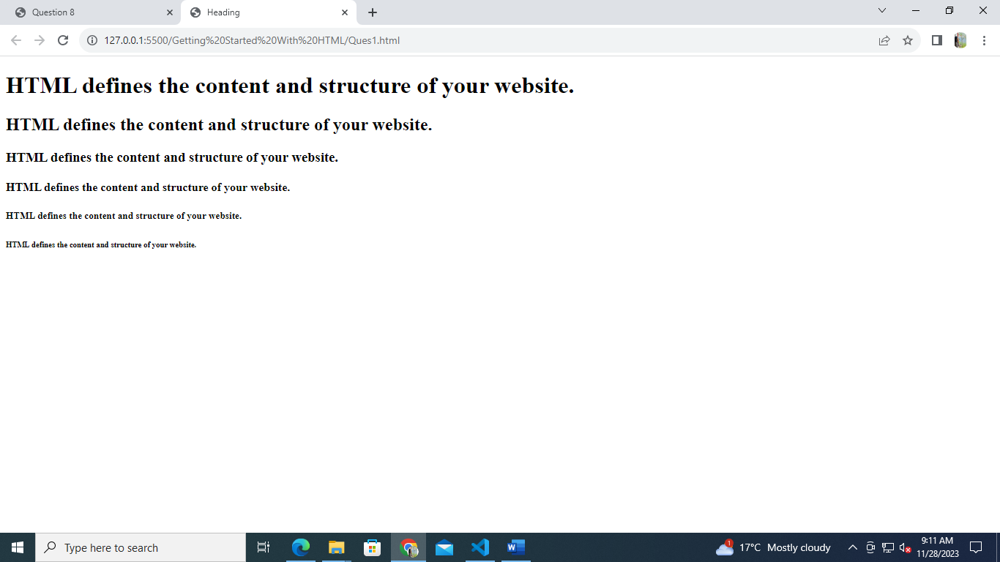 Question 8
Heading
127.0.0.1:5500/Getting%20Started%20With%20HTML/Ques1.html
HTML defines the content and structure of your website.
HTML defines the content and structure of your website.
HTML defines the content and structure of your website.
HTML defines the content and structure of your website.
HTML defines the content and structure of your website.
HTML defines the content and structure of your website.
Type here to search
W
1
17°C Mostly cloudy
9:11 AM
11/28/2023